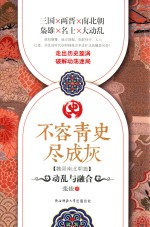 三国×两晋×南北朝
枭雄×名士×大动乱
走出历史漩涡
破解动荡迷局
不容青史
尽成灰
【魏晋南北朝篇】
动乱与融合
张嵚◎著